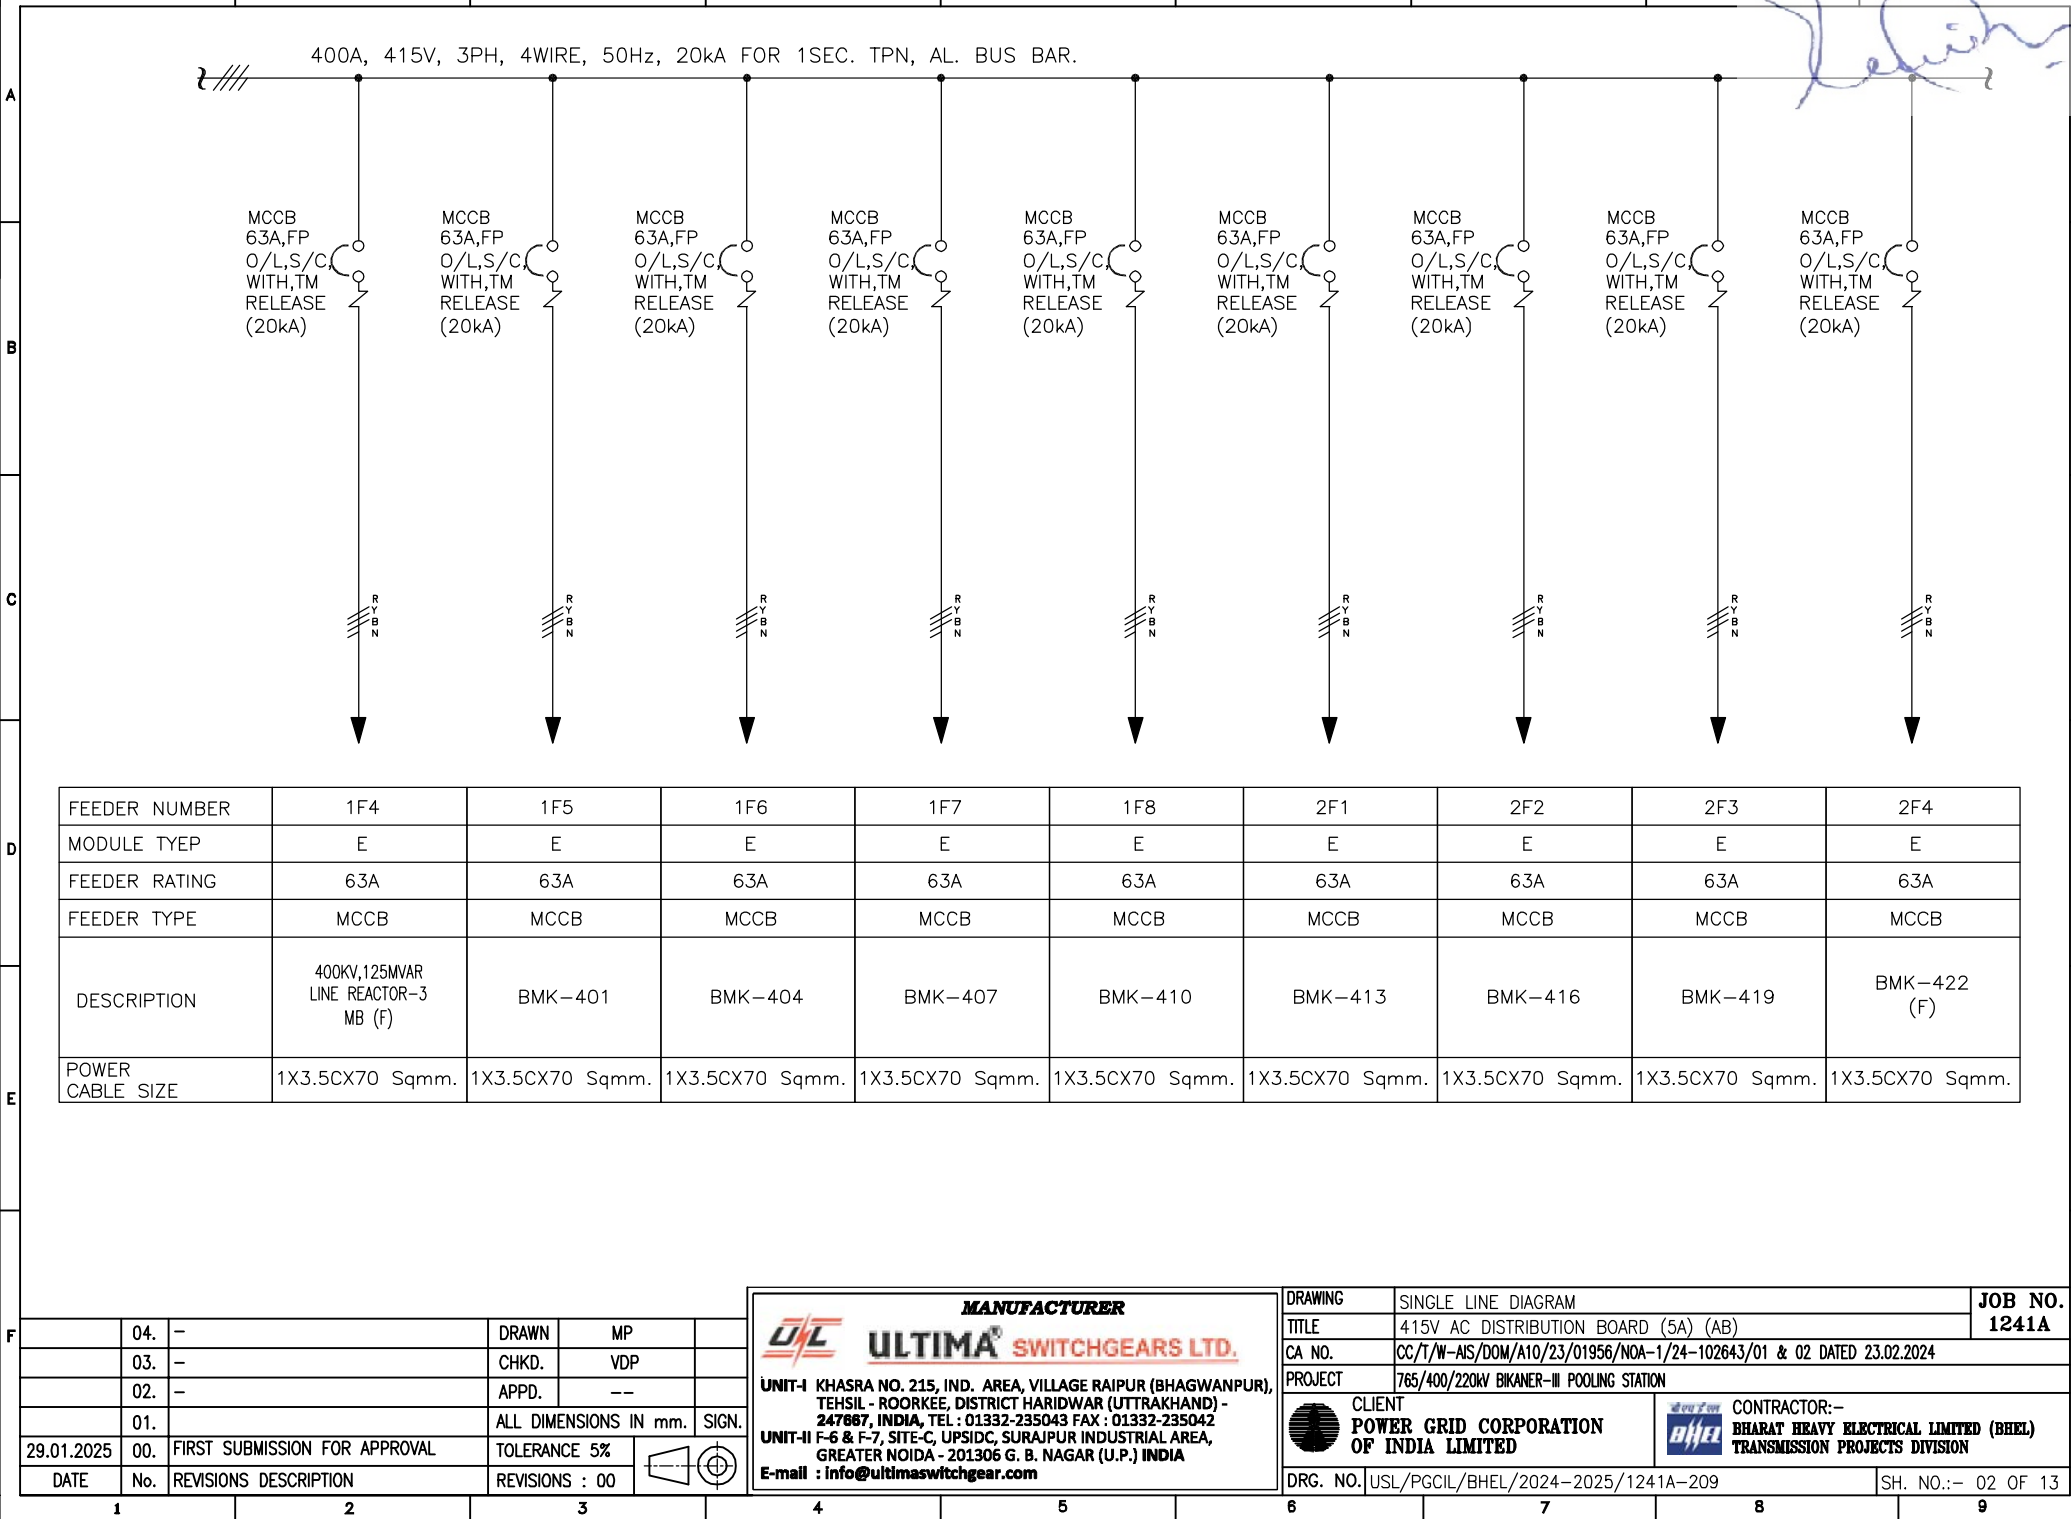 400A, 415V, 3PH, 4WIRE, 50Hz, 20kA FOR 1SEC. TPN, AL. BUS BAR.
A
MCCB MCCB MCCB MCCB MCCB MCCB MCCB MCCB MCCB
63A,FP 63A,FP 63A,FP 63A,FP 63A,FP 63A,FP 63A,FP 63A,FP 63A,FP
O/L,S/C, O/L,S/C, O/L,S/C, O/L,S/C, O/L,S/C, O/L,S/C, O/L,S/C, O/L,S/C, O/L,S/C,
WITH,TM WITH,TM WITH,TM WITH,TM WITH,TM WITH,TM WITH,TM WITH,TM WITH,TM
RELEASE RELEASE RELEASE RELEASE RELEASE RELEASE RELEASE RELEASE RELEASE
(20kA) (20kA) (20kA) (20kA) (20kA) (20kA) (20kA) (20kA) (20kA)
B
R R R R R R R R R
C
Y Y Y Y Y Y Y Y Y
B B B B B B B B B
N N N N N N N N N
FEEDER NUMBER 1F4 1F5 1F6 1F7 1F8 2F1 2F2 2F3 2F4
D
MODULE TYEP E E E E E E E E E
FEEDER RATING 63A 63A 63A 63A 63A 63A 63A 63A 63A
FEEDER TYPE MCCB MCCB MCCB MCCB MCCB MCCB MCCB MCCB MCCB
DESCRIPTION
400KV,125MVAR
LINE REACTOR-3
MB (F)
BMK-401 BMK-404 BMK-407 BMK-410 BMK-413 BMK-416 BMK-419
BMK-422
(F)
POWER
CABLE SIZE
1X3.5CX70 Sqmm. 1X3.5CX70 Sqmm. 1X3.5CX70 Sqmm. 1X3.5CX70 Sqmm. 1X3.5CX70 Sqmm. 1X3.5CX70 Sqmm. 1X3.5CX70 Sqmm. 1X3.5CX70 Sqmm. 1X3.5CX70 Sqmm.
E
F
04. - DRAWN MP
03. - CHKD. VDP
02. - APPD. --
01. ALL DIMENSIONS IN mm. SIGN.
29.01.2025 00. FIRST SUBMISSION FOR APPROVAL TOLERANCE 5%
DATE No. REVISIONS DESCRIPTION REVISIONS : 00
MANUFACTURER
USL ULTIMA® SWITCHGEARS LTD.
UNIT-I KHASRA NO. 215, IND. AREA, VILLAGE RAIPUR (BHAGWANPUR),
TEHSIL - ROORKEE, DISTRICT HARIDWAR (UTTRAKHAND) -
247667, INDIA, TEL : 01332-235043 FAX : 01332-235042
UNIT-II F-6 & F-7, SITE-C, UPSIDC, SURAJPUR INDUSTRIAL AREA,
GREATER NOIDA - 201306 G. B. NAGAR (U.P.) INDIA
E-mail : info@ultimaswitchgear.com
DRAWING SINGLE LINE DIAGRAM
TITLE 415V AC DISTRIBUTION BOARD (5A) (AB)
JOB NO.
1241A
CA NO. CC/T/W-AIS/DOM/A10/23/01956/NOA-1/24-102643/01 & 02 DATED 23.02.2024
PROJECT 765/400/220kV BIKANER-III POOLING STATION
CLIENT
POWER GRID CORPORATION
OF INDIA LIMITED
बीएचईएल
BHEL
CONTRACTOR:-
BHARAT HEAVY ELECTRICAL LIMITED (BHEL)
TRANSMISSION PROJECTS DIVISION
DRG. NO. USL/PGCIL/BHEL/2024-2025/1241A-209 SH. NO.:- 02 OF 13
1 2 3 4 5 6 7 8 9